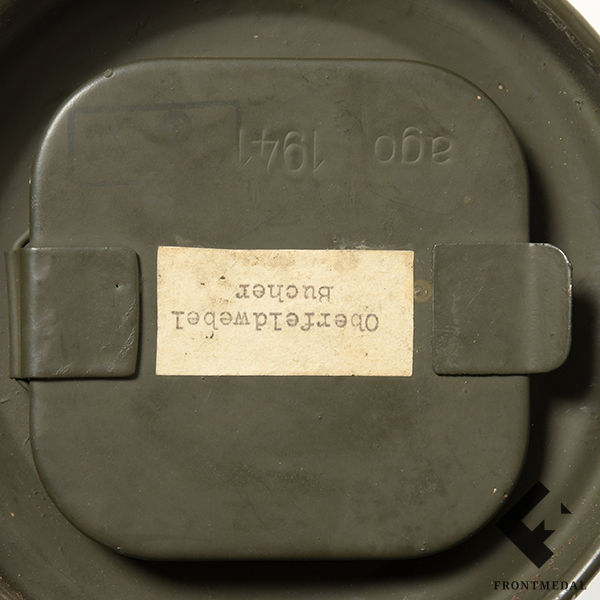 Oberfeldwebel
Bucher
ago 1941
FRONTMEDAL